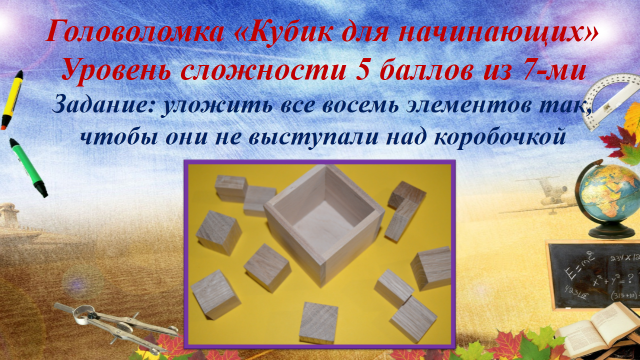 Головоломка «Кубик для начинающих»
Уровень сложности 5 баллов из 7-ми
Задание: уложить все восемь элементов так,
чтобы они не выступали над коробочкой
E=mc²